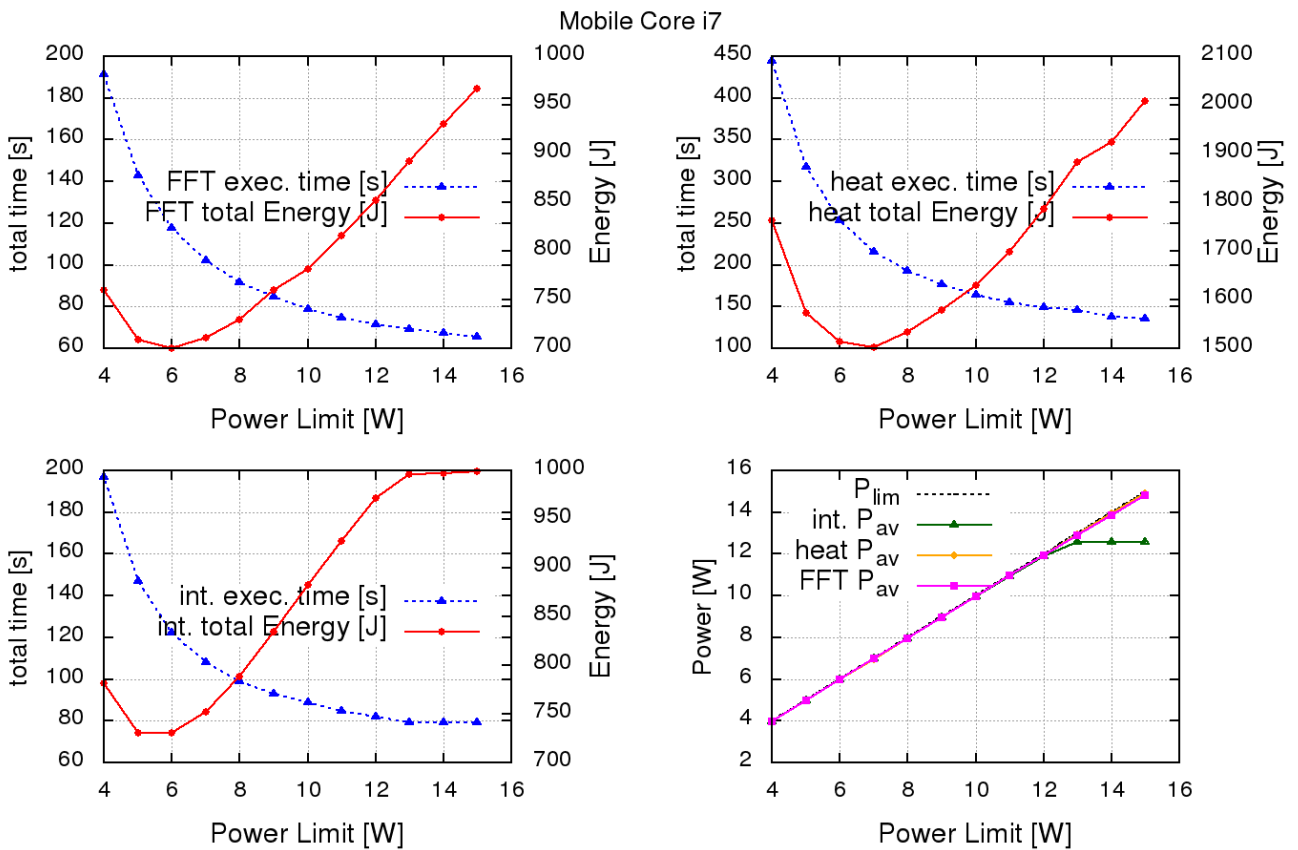 Mobile Core i7
200
180
160
140
120
100
80
60
1000
950
900
850
800
750
700
4 6 8 10 12 14 16
total time [s]
Energy [J]
Power Limit [W]
FFT exec. time [s]
FFT total Energy [J]
450
400
350
300
250
200
150
100
2100
2000
1900
1800
1700
1600
1500
4 6 8 10 12 14 16
total time [s]
Energy [J]
Power Limit [W]
heat exec. time [s]
heat total Energy [J]
200
180
160
140
120
100
80
60
1000
950
900
850
800
750
700
4 6 8 10 12 14 16
total time [s]
Energy [J]
Power Limit [W]
int. exec. time [s]
int. total Energy [J]
16
14
12
10
8
6
4
2
4 6 8 10 12 14 16
Power [W]
Power Limit [W]
P_lim
int. P_av
heat P_av
FFT P_av